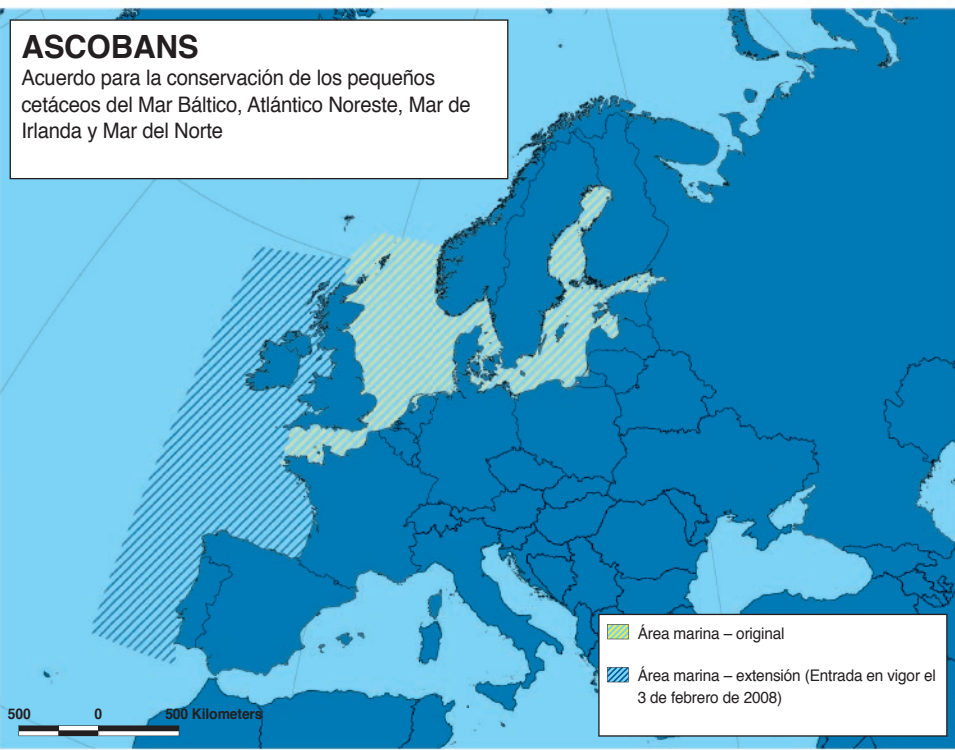 ASCOBANS
Acuerdo para la conservación de los pequeños
cetáceos del Mar Báltico, Atlántico Noreste, Mar de
Irlanda y Mar del Norte
Área marina – original
Área marina – extensión (Entrada en vigor el
3 de febrero de 2008)
500 0 500 Kilometers